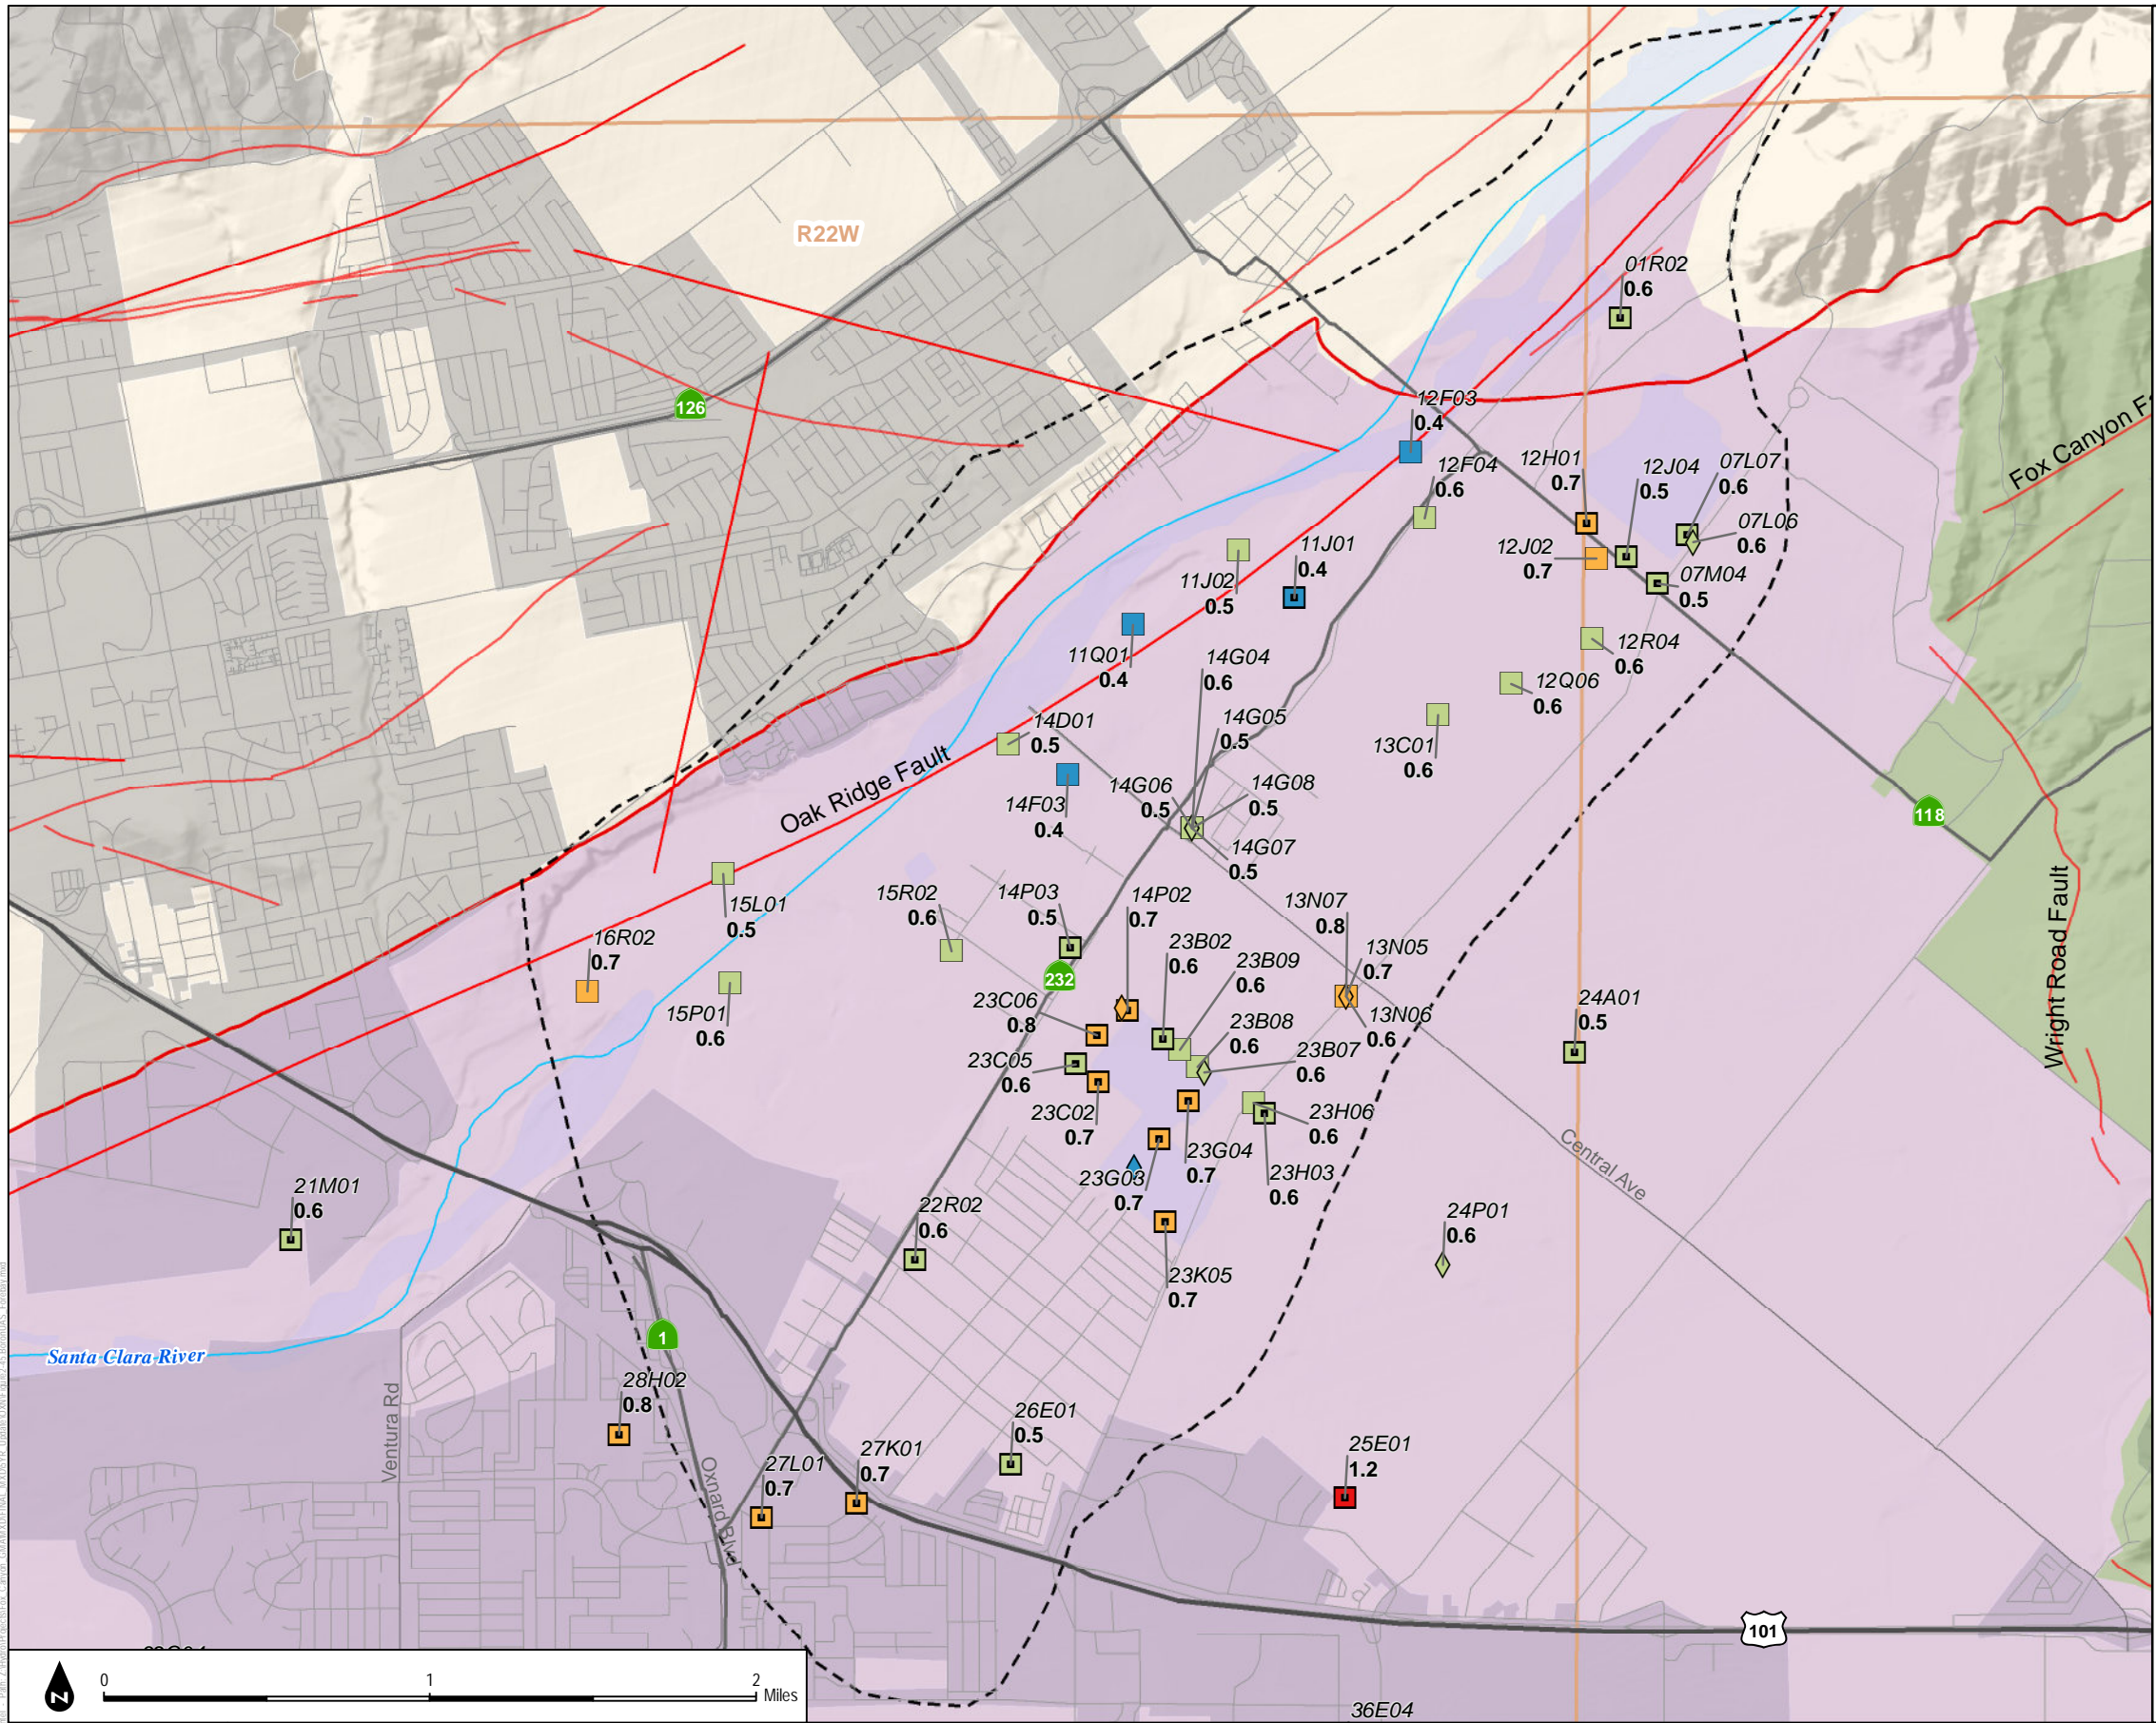 R22W
01R02
0.6
126
12F03
0.4
12F04
0.6
12H01
0.7
12J04
0.5
07L07
0.6
07L06
0.6
Fox Canyon
12J02
0.7
07M04
0.5
11J01
0.4
11J02
0.5
11Q01
0.4
12R04
0.6
12Q06
0.6
14G04
0.6
14G05
0.5
13C01
0.6
14D01
0.5
Oak Ridge Fault
14G06
0.5
14G08
0.5
14F03
0.4
118
14G07
0.5
15L01
0.5
15R02
0.6
14P03
0.5
14P02
0.7
13N07
0.8
13N05
0.7
13N06
0.6
Wright Road Fault
16R02
0.7
232
23B02
0.6
23B09
0.6
15P01
0.6
23C06
0.8
23B08
0.6
23B07
0.6
24A01
0.5
23C05
0.6
23C02
0.7
23H06
0.6
23G04
0.7
23G03
0.7
23H03
0.6
Central Ave
21M01
0.6
22R02
0.6
24P01
0.6
23K05
0.7
1
Santa Clara River
28H02
0.8
Ventura Rd
26E01
0.5
25E01
1.2
27L01
0.7
27K01
0.7
Oxnard Blvd
101
N
0 1 2
Miles
36E04